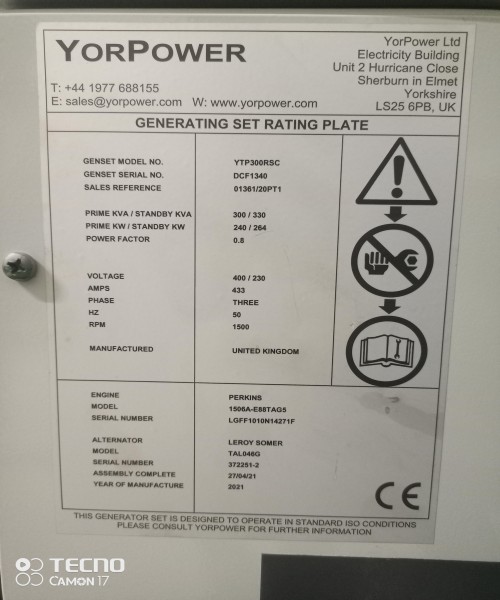 YORPOWER
YorPower Ltd
Electricity Building
Unit 2 Hurricane Close
Sherburn in Elmet
Yorkshire
LS25 6PB, UK
T: +44 1977 688155
E: sales@yorpower.com W: www.yorpower.com
GENERATING SET RATING PLATE
GENSET MODEL NO. YTP300RSC
GENSET SERIAL NO. DCF1340
SALES REFERENCE 01361/20PT1
PRIME KVA / STANDBY KVA 300 / 330
PRIME KW / STANDBY KW 240 / 264
POWER FACTOR 0.8
VOLTAGE 400 / 230
AMPS 433
PHASE THREE
HZ 50
RPM 1500
MANUFACTURED UNITED KINGDOM
ENGINE PERKINS
MODEL 1506A-E88TAG5
SERIAL NUMBER LGFF1010N14271F
ALTERNATOR LEROY SOMER
MODEL TAL046G
SERIAL NUMBER 372251-2
ASSEMBLY COMPLETE 27/04/21
YEAR OF MANUFACTURE 2021
CE
THIS GENERATOR SET IS DESIGNED TO OPERATE IN STANDARD ISO CONDITIONS
PLEASE CONSULT YORPOWER FOR FURTHER INFORMATION
TECNO
CAMON 17